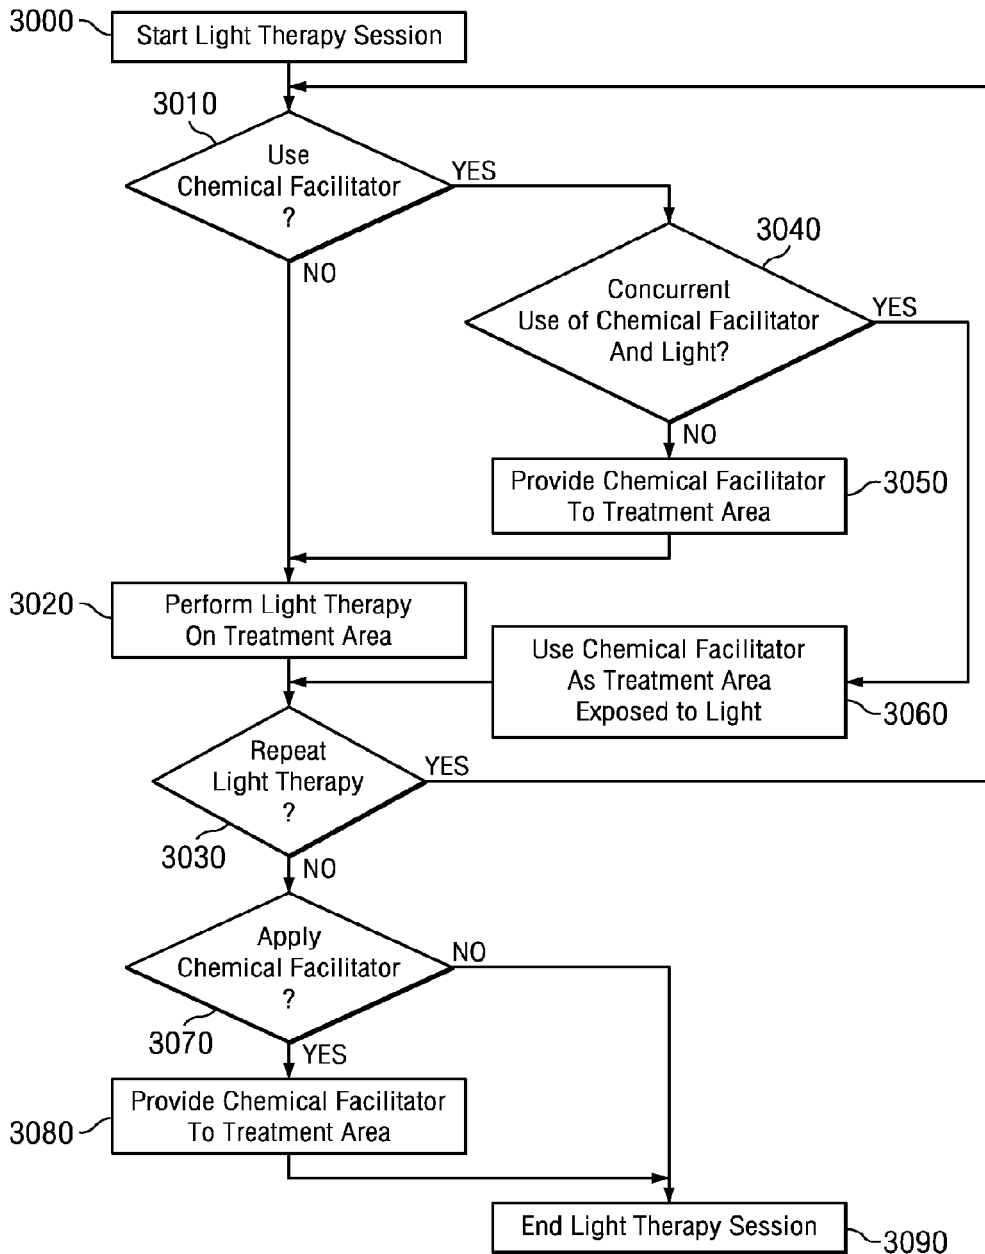 3000
Start Light Therapy Session
3010
Use
Chemical Facilitator
?
YES
NO
3040
Concurrent
Use of Chemical Facilitator
And Light?
YES
NO
Provide Chemical Facilitator
To Treatment Area
3050
3020
Perform Light Therapy
On Treatment Area
Use Chemical Facilitator
As Treatment Area
Exposed to Light
3060
Repeat
Light Therapy
?
YES
3030
NO
Apply
Chemical Facilitator
?
NO
3070
YES
Provide Chemical Facilitator
To Treatment Area
3080
End Light Therapy Session
3090